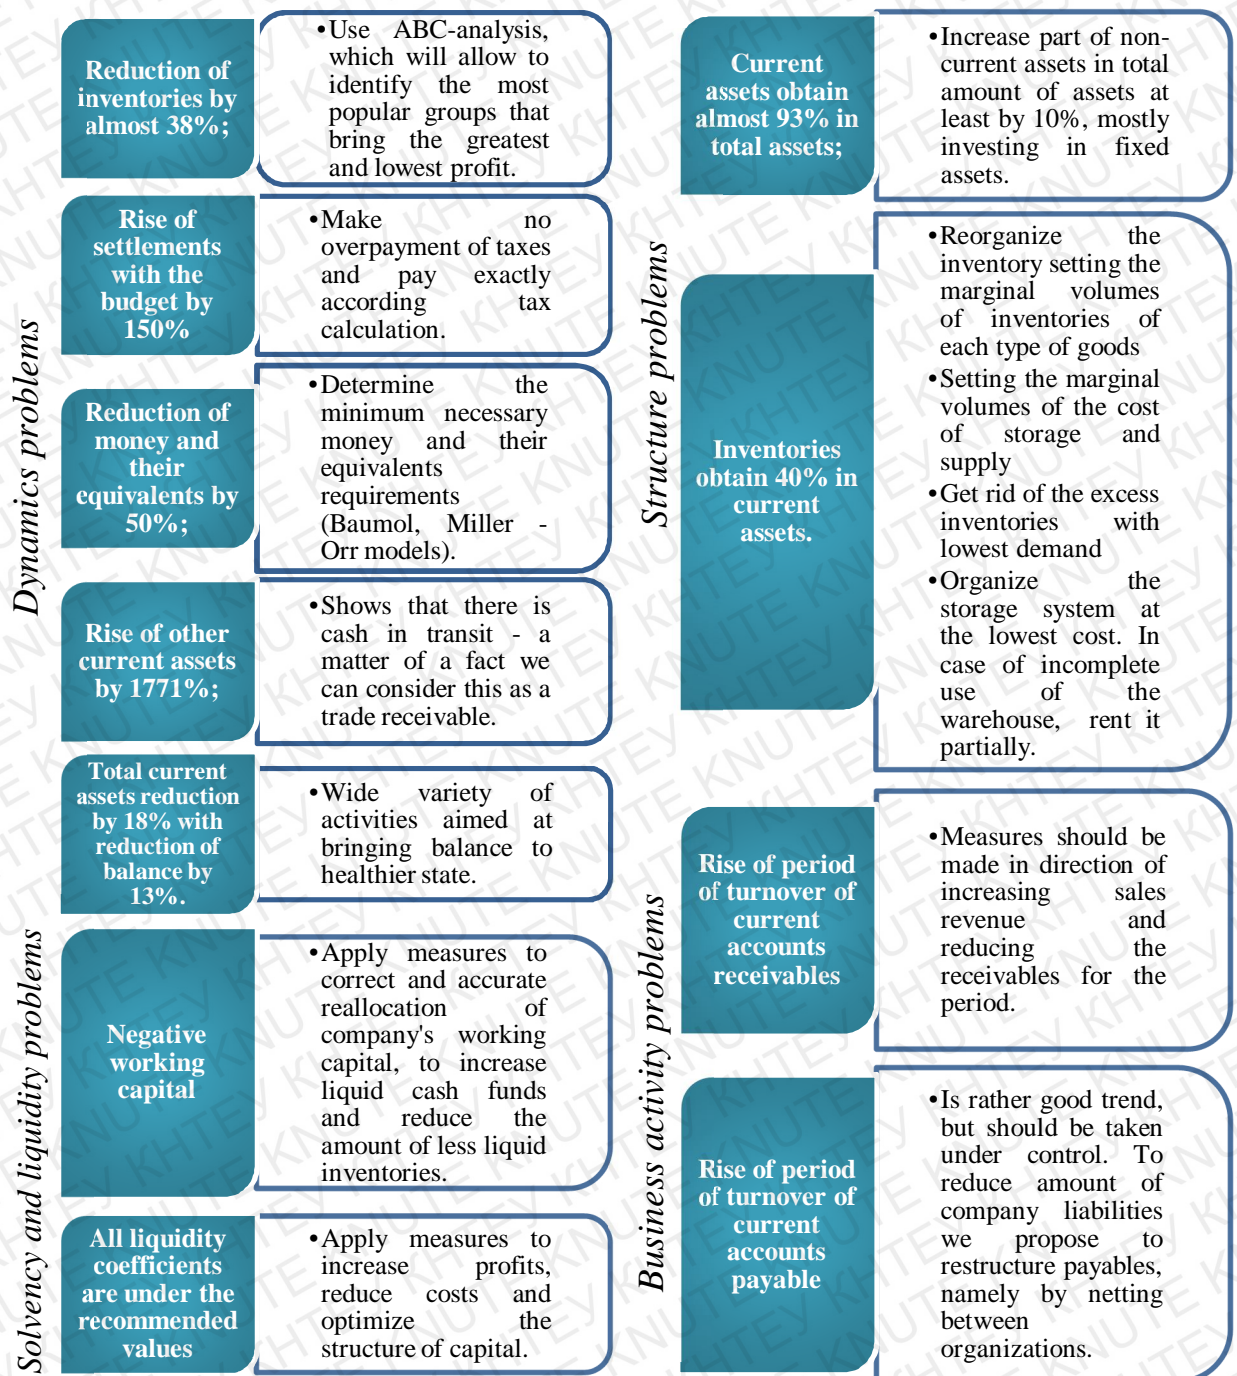 Dynamics problems
Reduction of
inventories by
almost 38%;
•Use ABC-analysis,
which will allow to
identify the most
popular groups that
bring the greatest
and lowest profit.
Rise of
settlements
with the
budget by
150%
•Make no
overpayment of taxes
and pay exactly
according tax
calculation.
Reduction of
money and
their
equivalents by
50%;
•Determine the
minimum necessary
money and their
equivalents
requirements
(Baumol, Miller -
Orr models).
Rise of other
current assets
by 1771%;
•Shows that there is
cash in transit - a
matter of a fact we
can consider this as a
trade receivable.
Total current
assets reduction
by 18% with
reduction of
balance by
13%.
•Wide variety of
activities aimed at
bringing balance to
healthier state.
Solvency and liquidity problems
Negative
working
capital
•Apply measures to
correct and accurate
reallocation of
company's working
capital, to increase
liquid cash funds
and reduce the
amount of less liquid
inventories.
All liquidity
coefficients
are under the
recommended
values
•Apply measures to
increase profits,
reduce costs and
optimize the
structure of capital.
Structure problems
Current
assets obtain
almost 93% in
total assets;
•Increase part of non-
current assets in total
amount of assets at
least by 10%, mostly
investing in fixed
assets.
Inventories
obtain 40% in
current
assets.
•Reorganize the
inventory setting the
marginal volumes
of inventories of
each type of goods
•Setting the marginal
volumes of the cost
of storage and
supply
•Get rid of the excess
inventories with
lowest demand
•Organize the
storage system at
the lowest cost. In
case of incomplete
use of the
warehouse, rent it
partially.
Business activity problems
Rise of period
of turnover of
current
accounts
receivables
•Measures should be
made in direction of
increasing sales
revenue and
reducing the
receivables for the
period.
Rise of period
of turnover of
current
accounts
payable
•Is rather good trend,
but should be taken
under control. To
reduce amount of
company liabilities
we propose to
restructure payables,
namely by netting
between
organizations.